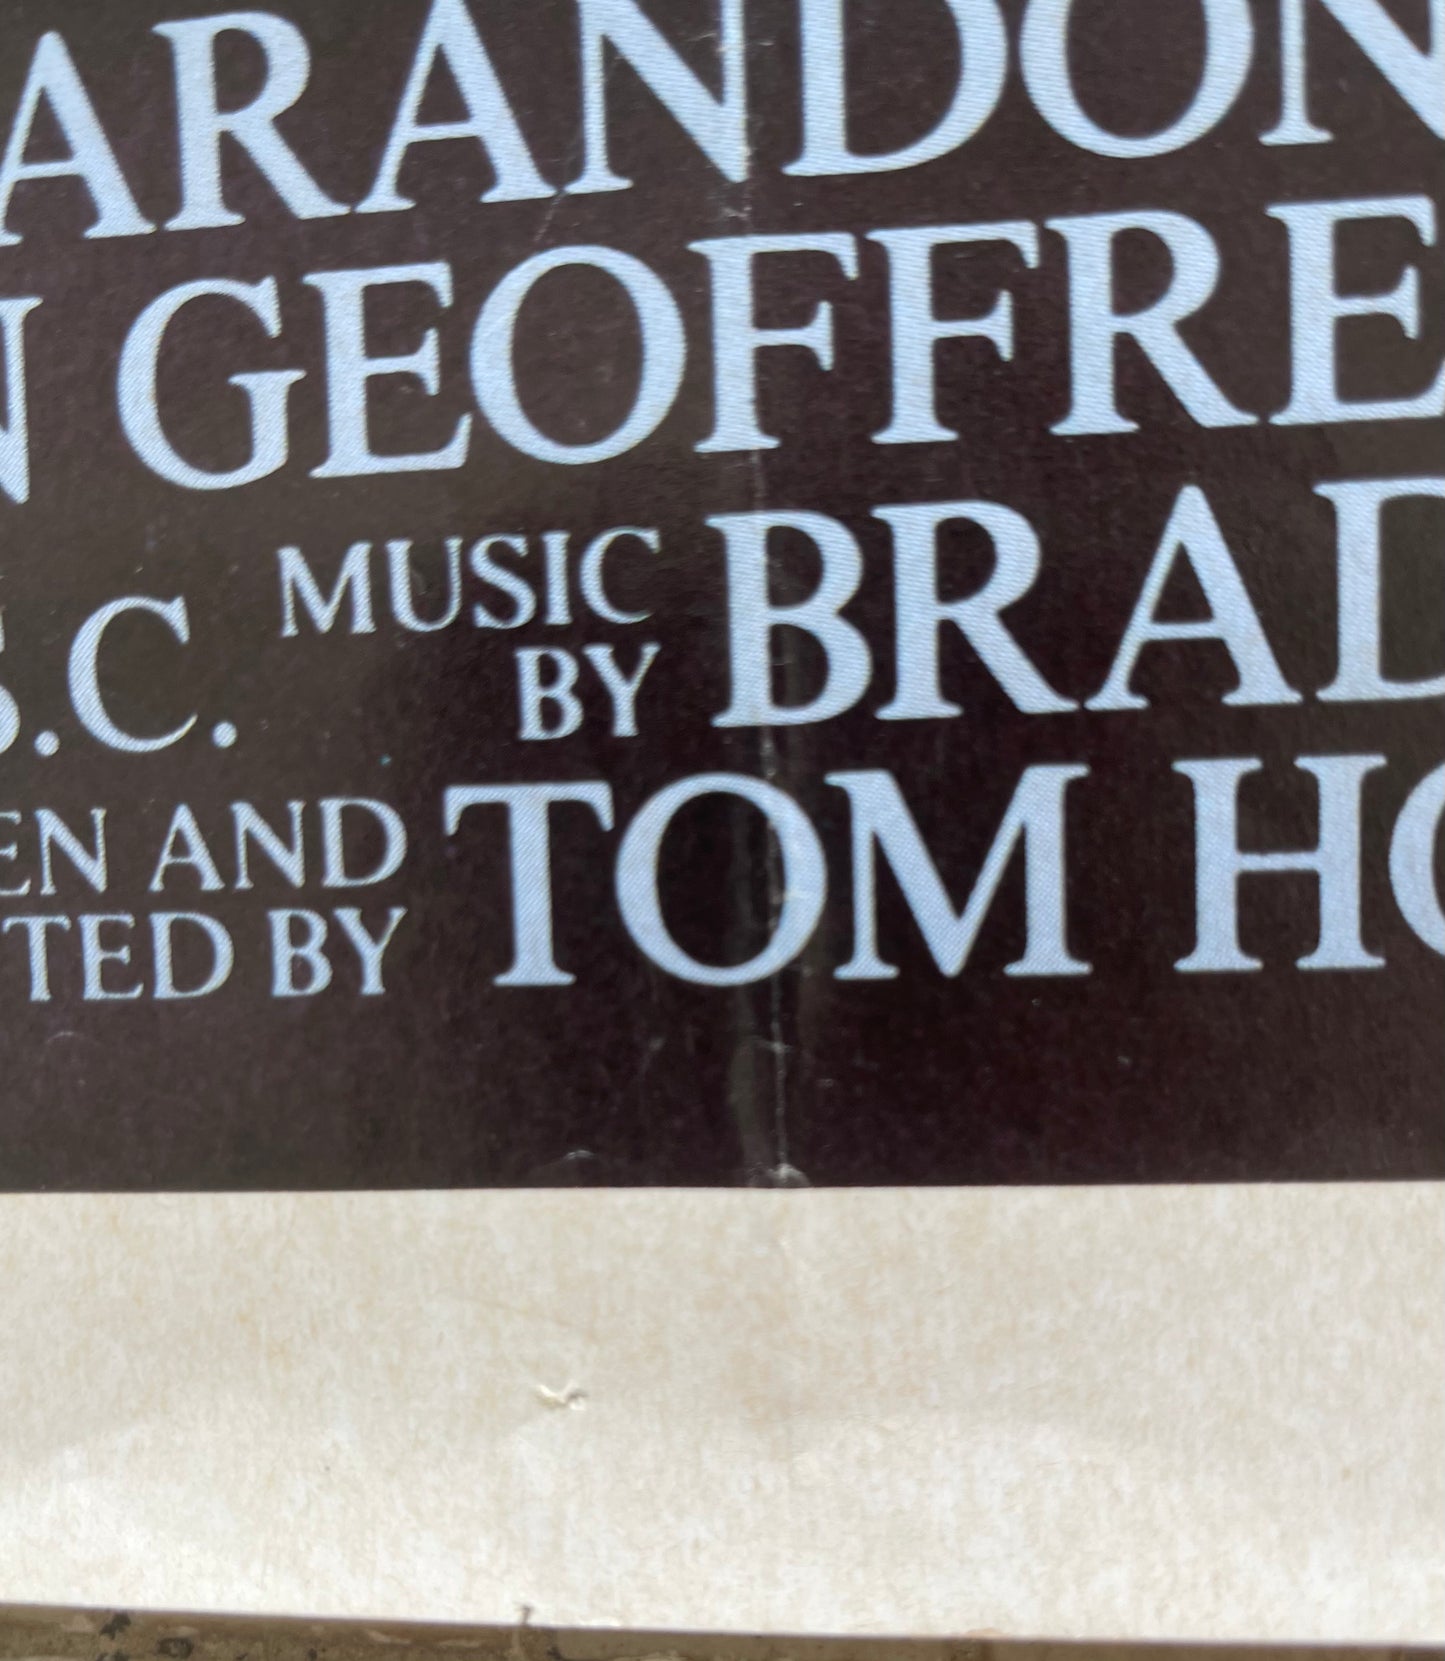 ARANDON
N GEOFFRE
S.C. MUSIC BY BRAD
EN AND TED BY TOM HO